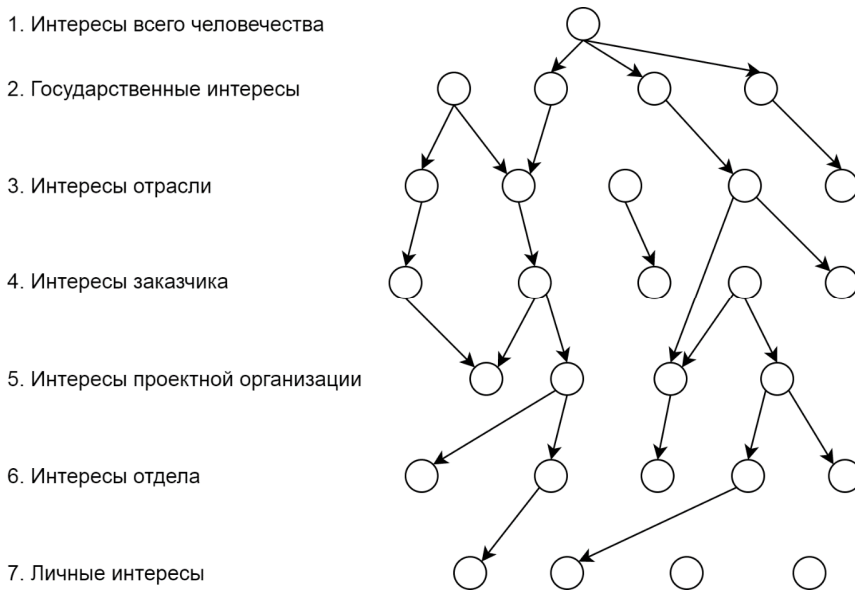 1. Интересы всего человечества
2. Государственные интересы
3. Интересы отрасли
4. Интересы заказчика
5. Интересы проектной организации
6. Интересы отдела
7. Личные интересы